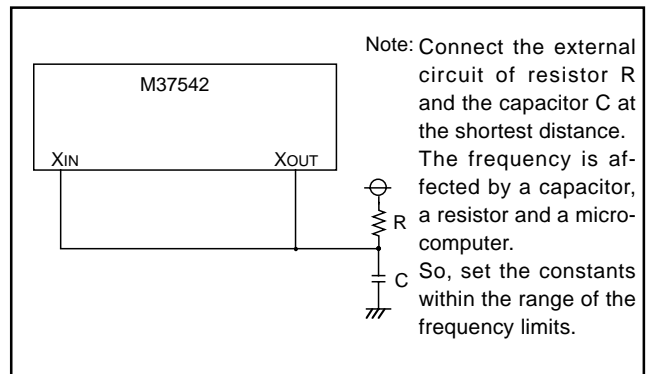 M37542
XIN
XOUT
R
C
Note: Connect the external
circuit of resistor R
and the capacitor C at
the shortest distance.
The frequency is af-
fected by a capacitor,
a resistor and a micro-
computer.
So, set the constants
within the range of the
frequency limits.